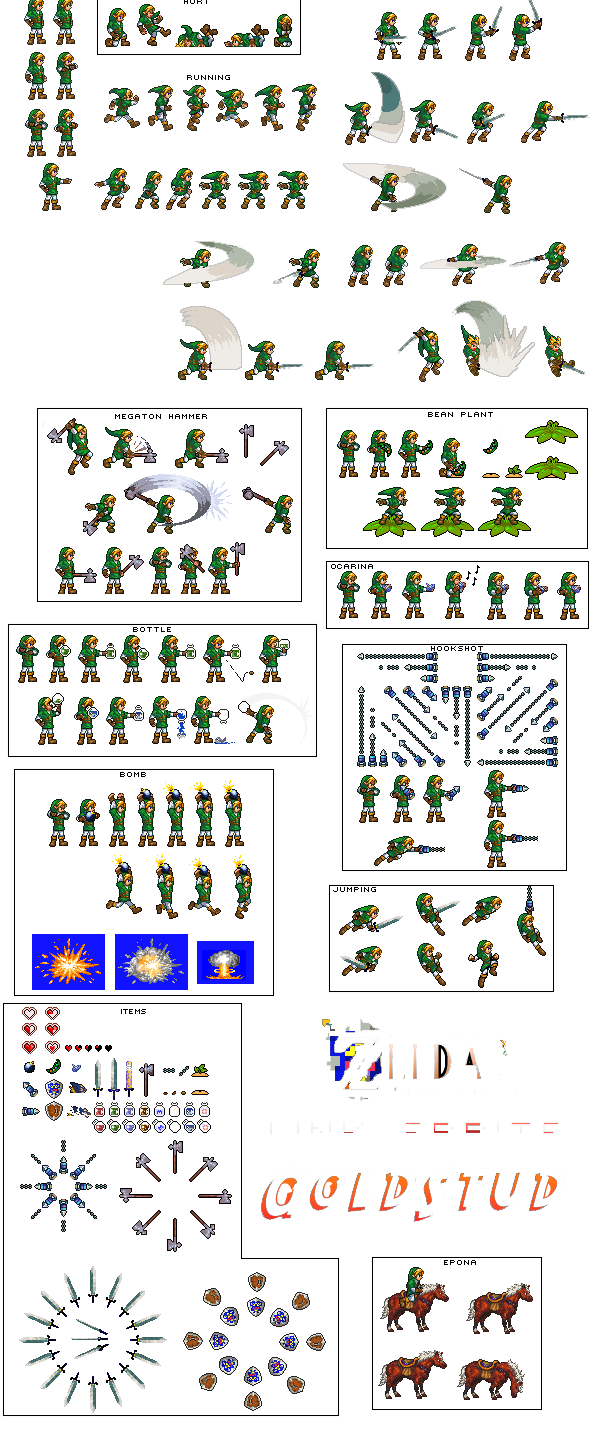 HURT
RUNNING
MEGATON HAMMER
BEAN PLANT
OCARINA
BOTTLE
HOOKSHOT
BOMB
JUMPING
ITEMS
GOLDSTUD
EPONA